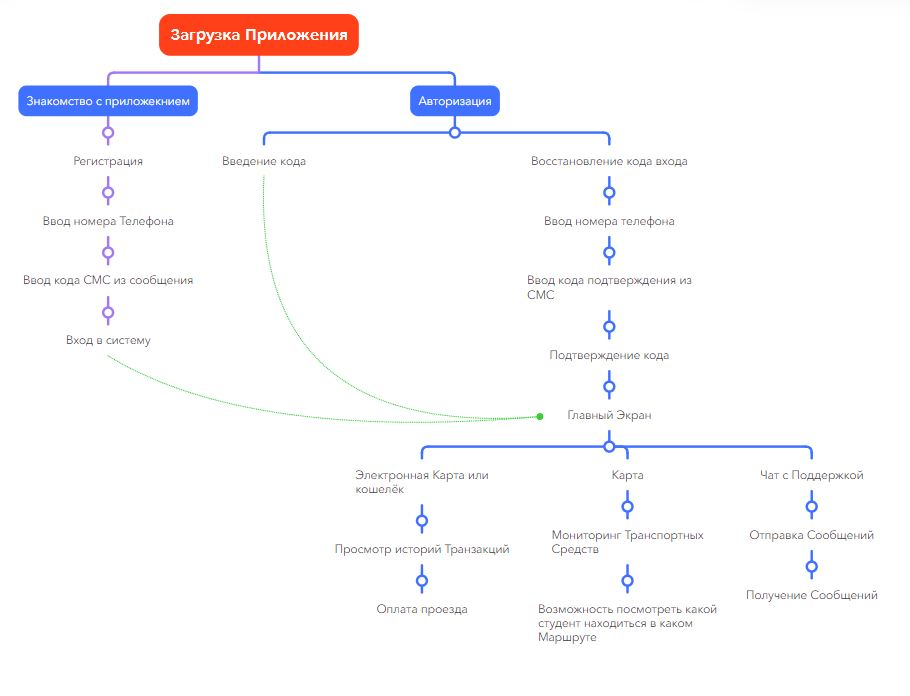 Загрузка Приложения
Знакомство с приложекнием
Авторизация
Регистрация
Введение кода
Восстановление кода входа
Ввод номера Телефона
Ввод номера телефона
Ввод кода СМС из сообщения
Ввод кода подтверждения из
СМС
Вход в систему
Подтверждение кода
Главный Экран
Электронная Карта или
кошелёк
Карта
Чат с Поддержкой
Просмотр историй Транзакций
Мониторинг Транспортных
Средств
Отправка Сообщений
Оплата проезда
Возможность посмотреть какой
студент находиться в каком
Маршруте
Получение Сообщений